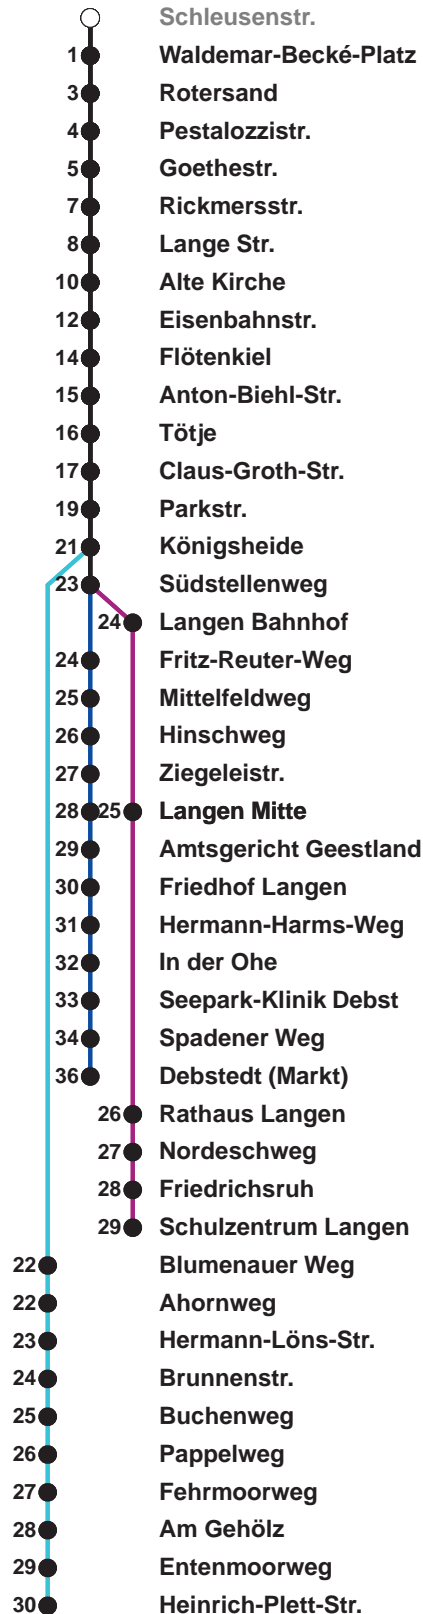 Schleusenstr.
1 Waldemar-Becké-Platz
3 Rotersand
4 Pestalozzistr.
5 Goethestr.
7 Rickmersstr.
8 Lange Str.
10 Alte Kirche
12 Eisenbahnstr.
14 Flötenkiel
15 Anton-Biehl-Str.
16 Tötje
17 Claus-Groth-Str.
19 Parkstr.
21 Königsheide
23 Südstellenweg
24 Langen Bahnhof
24 Fritz-Reuter-Weg
25 Mittelfeldweg
26 Hinschweg
27 Ziegeleistr.
28 25 Langen Mitte
29 Amtsgericht Geestland
30 Friedhof Langen
31 Hermann-Harms-Weg
32 In der Ohe
33 Seepark-Klinik Debst
34 Spadener Weg
36 Debstedt (Markt)
26 Rathaus Langen
27 Nordeschweg
28 Friedrichsruh
29 Schulzentrum Langen
22 Blumenauer Weg
22 Ahornweg
23 Hermann-Löns-Str.
24 Brunnenstr.
25 Buchenweg
26 Pappelweg
27 Fehrmoorweg
28 Am Gehölz
29 Entenmoorweg
30 Heinrich-Plett-Str.